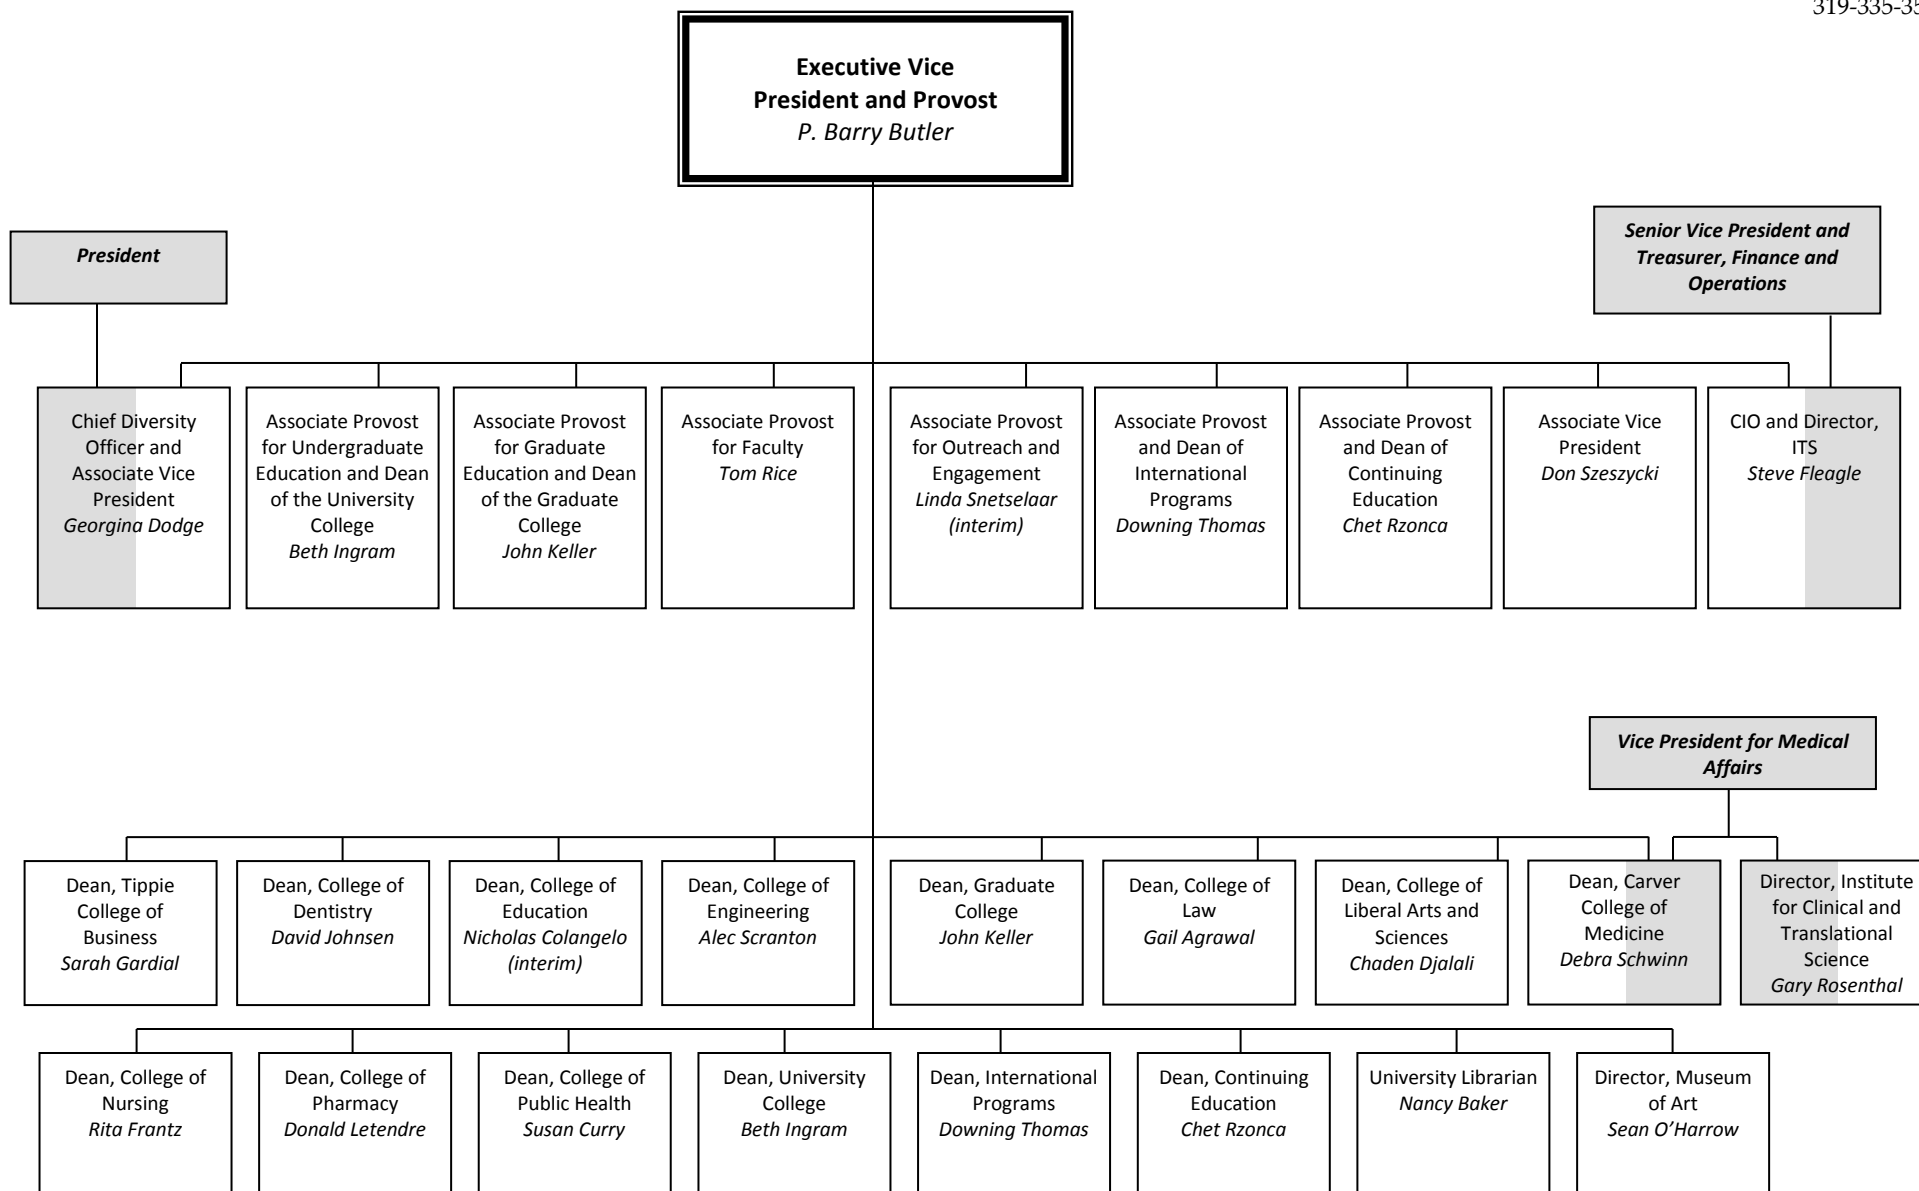 319-335-35
Executive Vice
President and Provost
P. Barry Butler
President
Senior Vice President and
Treasurer, Finance and
Operations
Chief Diversity
Officer and
Associate Vice
President
Georgina Dodge
Associate Provost
for Undergraduate
Education and Dean
of the University
College
Beth Ingram
Associate Provost
for Graduate
Education and Dean
of the Graduate
College
John Keller
Associate Provost
for Faculty
Tom Rice
Associate Provost
for Outreach and
Engagement
Linda Snetselaar
(interim)
Associate Provost
and Dean of
International
Programs
Downing Thomas
Associate Provost
and Dean of
Continuing
Education
Chet Rzonca
Associate Vice
President
Don Szeszycki
CIO and Director,
ITS
Steve Fleagle
Vice President for Medical
Affairs
Dean, Tippie
College of
Business
Sarah Gardial
Dean, College of
Dentistry
David Johnsen
Dean, College of
Education
Nicholas Colangelo
(interim)
Dean, College of
Engineering
Alec Scranton
Dean, Graduate
College
John Keller
Dean, College of
Law
Gail Agrawal
Dean, College of
Liberal Arts and
Sciences
Chaden Djalali
Dean, Carver
College of
Medicine
Debra Schwinn
Director, Institute
for Clinical and
Translational
Science
Gary Rosenthal
Dean, College of
Nursing
Rita Frantz
Dean, College of
Pharmacy
Donald Letendre
Dean, College of
Public Health
Susan Curry
Dean, University
College
Beth Ingram
Dean, International
Programs
Downing Thomas
Dean, Continuing
Education
Chet Rzonca
University Librarian
Nancy Baker
Director, Museum
of Art
Sean O’Harrow